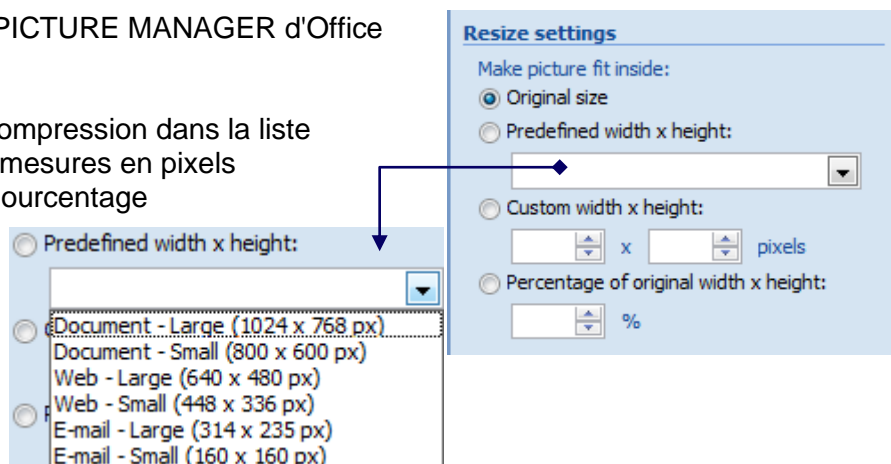 PICTURE MANAGER d'Office
ompression dans la liste
mesures en pixels
ourcentage
Resize settings
Make picture fit inside:
Original size
Predefined width x height:
Custom width x height:
x pixels
Percentage of original width x height:
%
Predefined width x height:
Document - Large (1024 x 768 px)
Document - Small (800 x 600 px)
Web - Large (640 x 480 px)
Web - Small (448 x 336 px)
E-mail - Large (314 x 235 px)
E-mail - Small (160 x 160 px)